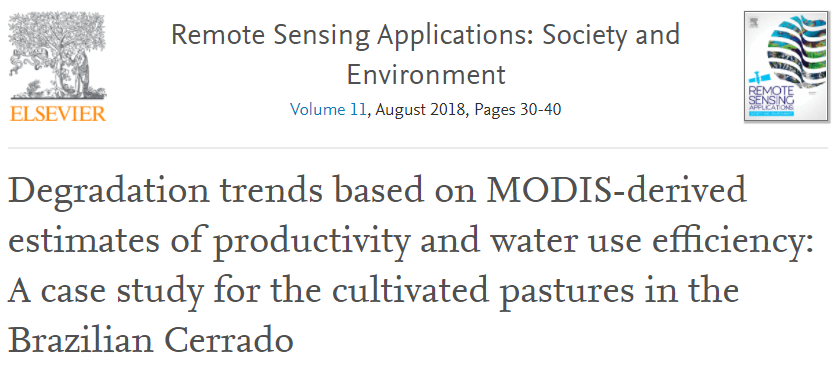 ELSEVIER
Remote Sensing Applications: Society and
Environment
Volume 11, August 2018, Pages 30-40
REMOTE
SENSING
APPLICATIONS
Degradation trends based on MODIS-derived
estimates of productivity and water use efficiency:
A case study for the cultivated pastures in the
Brazilian Cerrado